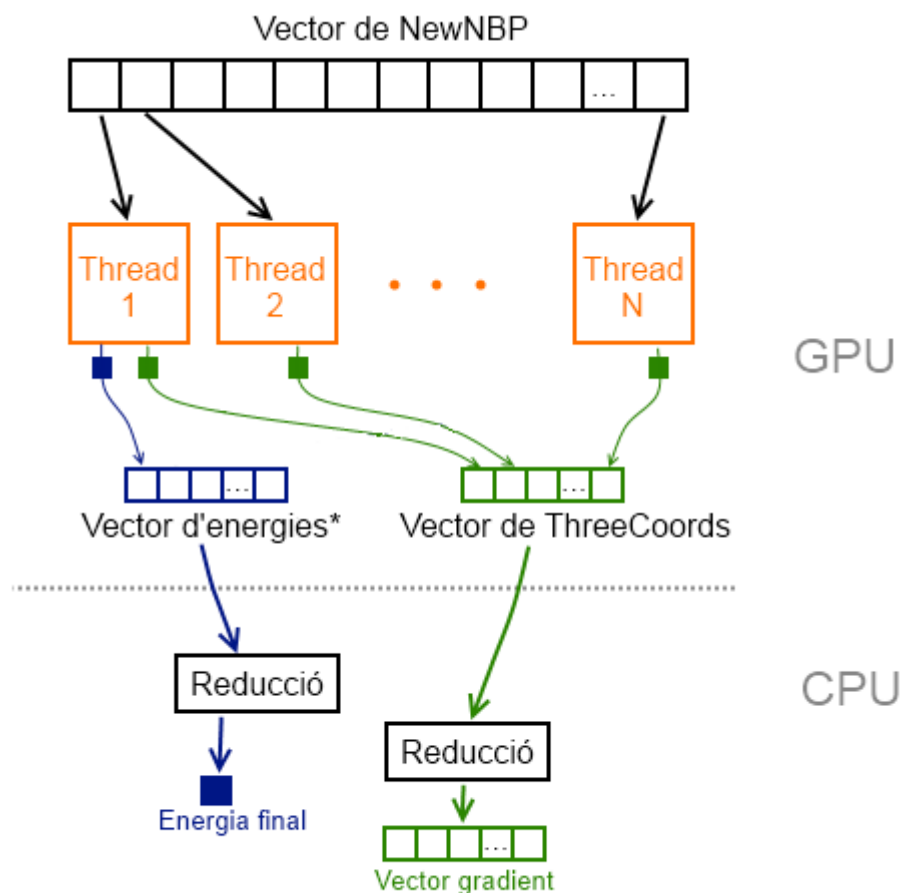 Vector de NewNBP
...
Thread
1
Thread
2
Thread
N
GPU
...
...
Vector d'energies*
Vector de ThreeCoords
Reducció
CPU
Reducció
Energia final
...
Vector gradient